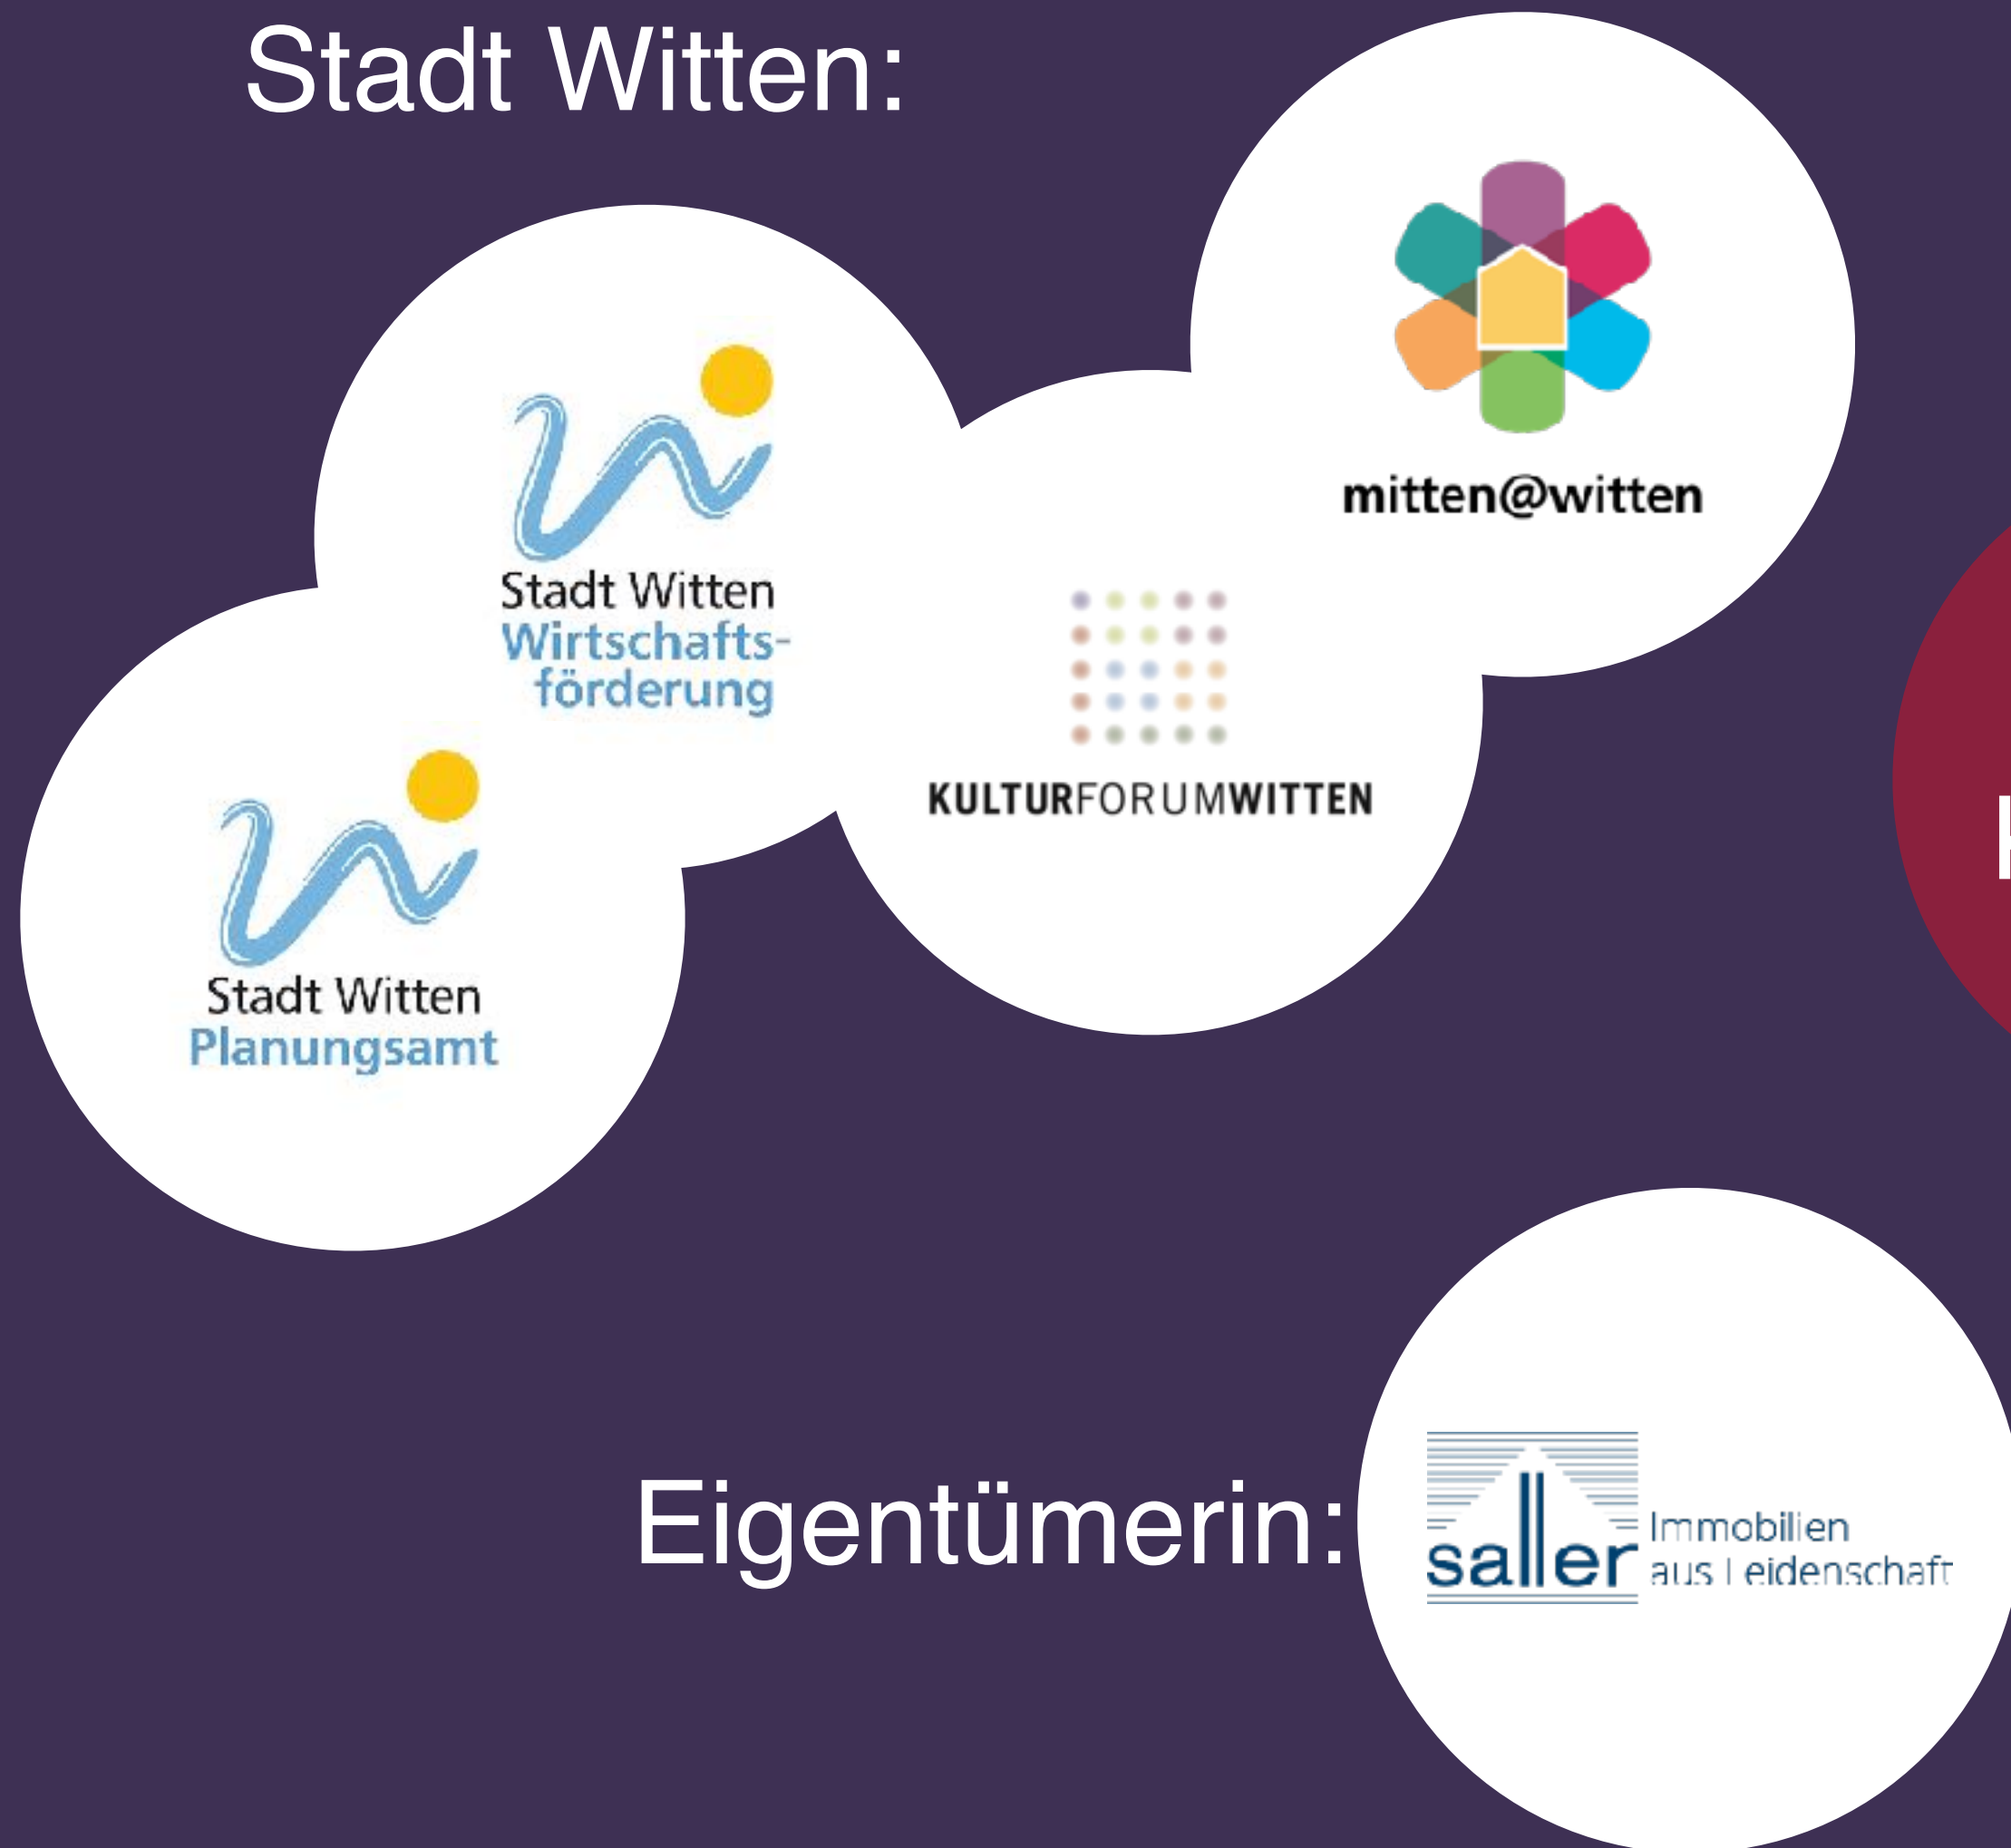 Stadt Witten:
mitten@witten
Stadt Witten
Wirtschafts-
förderung
KULTURFORUMWITTEN
Stadt Witten
Planungsamt
Eigentümerin:
saller
Immobilien
aus Leidenschaft